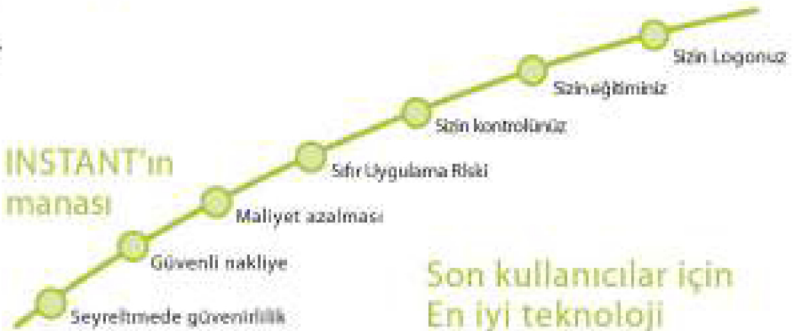 Sizin Logonuz
Sizin eğitiminiz
Sizin kontrolünüz
Sıfır Uygulama RIski
INSTANT'ın
manası
Maliyet azalması
Güvenli nakliye
Seyreltmede güvenirlilik
Son kullanıcılar için
En iyi teknoloji